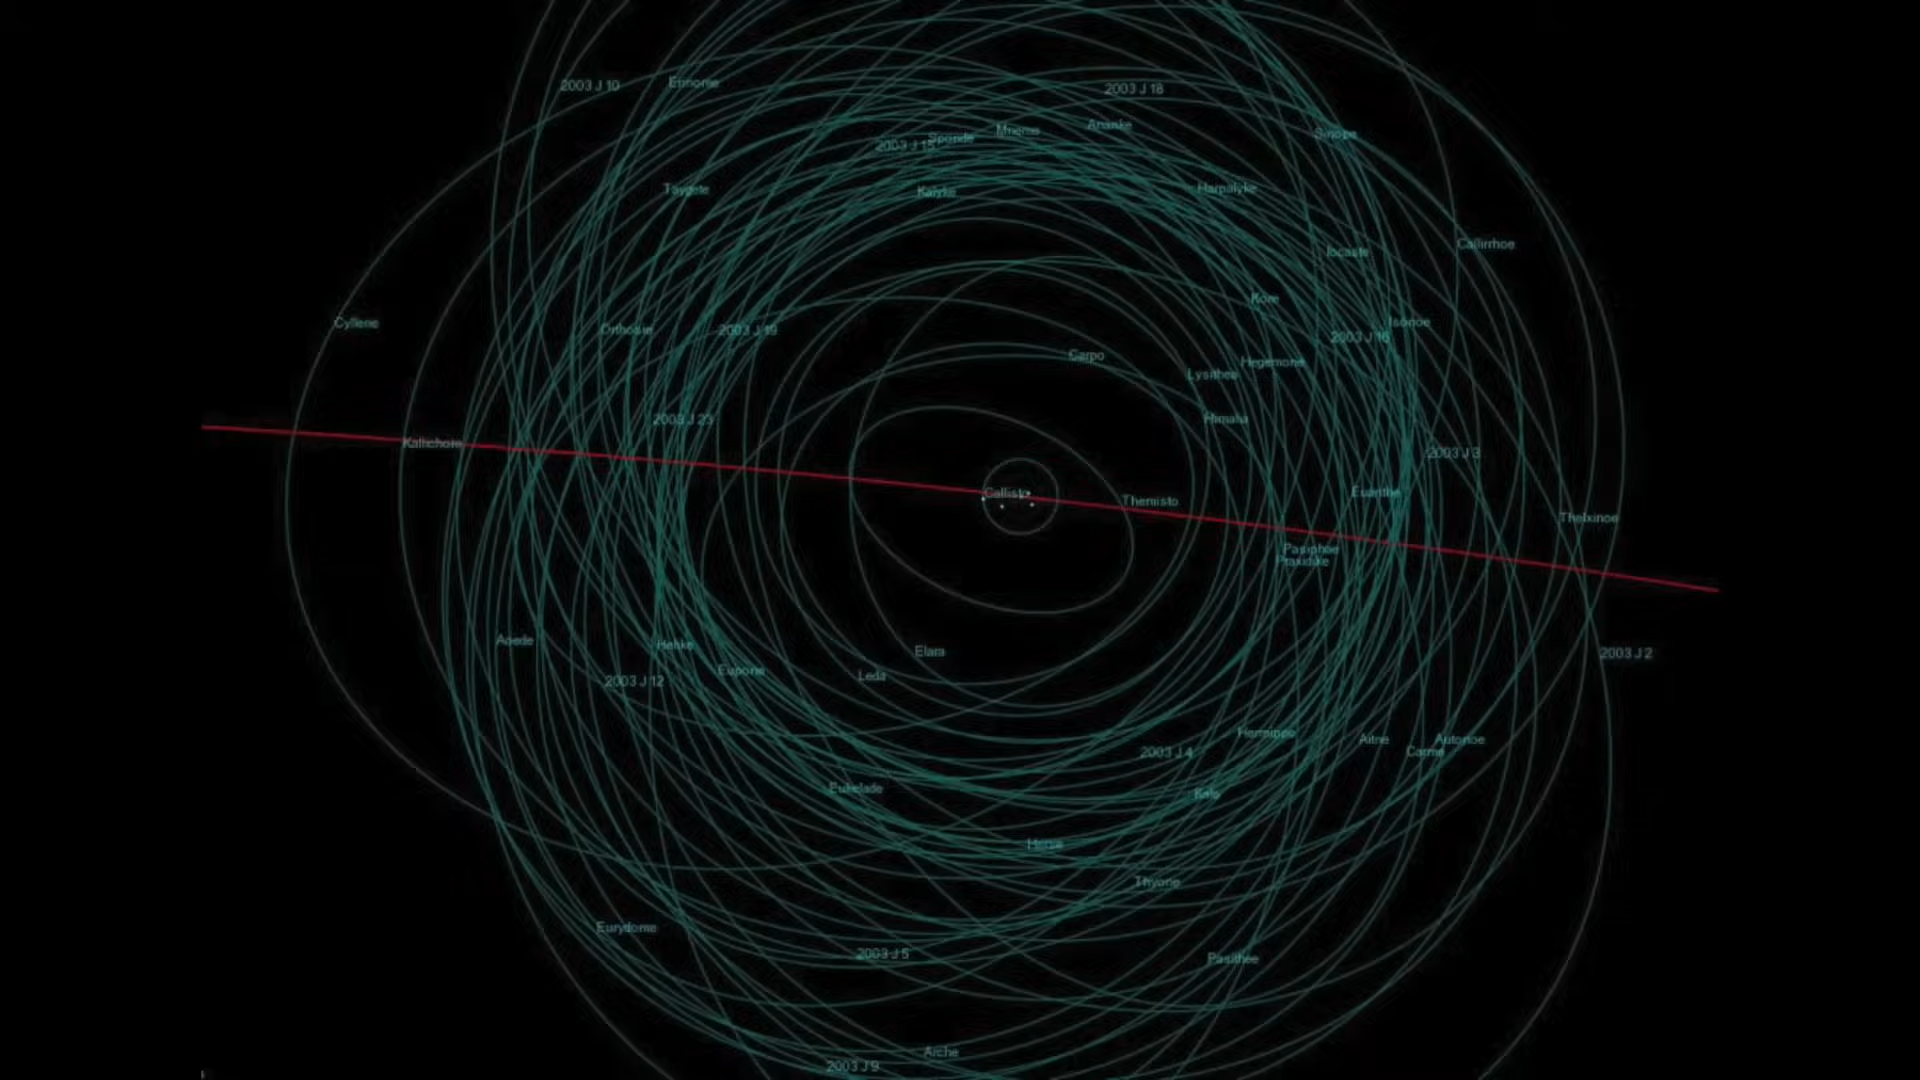 2003 J 10
Ermonie
2003 J 18
Sponde
Mneme
Ananke
Sinope
2003 J 15
Taygete
Kalyke
Harpalyke
Callirrhoe
Iocaste
Kore
Cyllene
Orthosie
2003 J 19
Isonoe
2003 J 16
Carpo
Hegemone
Lysithea
Himalia
2003 J 23
Kallichore
2003 J 3
Callisto
Themisto
Euanthe
Thelxinoe
Pasiphae
Praxidike
Aoede
Helike
Elara
2003 J 2
Euporie
Leda
2003 J 12
Hermippe
Aitne
Autonoe
2003 J 4
Carme
Eukelade
Kale
Herse
Thyone
Eurydome
2003 J 5
Pasithee
Arche
2003 J 9